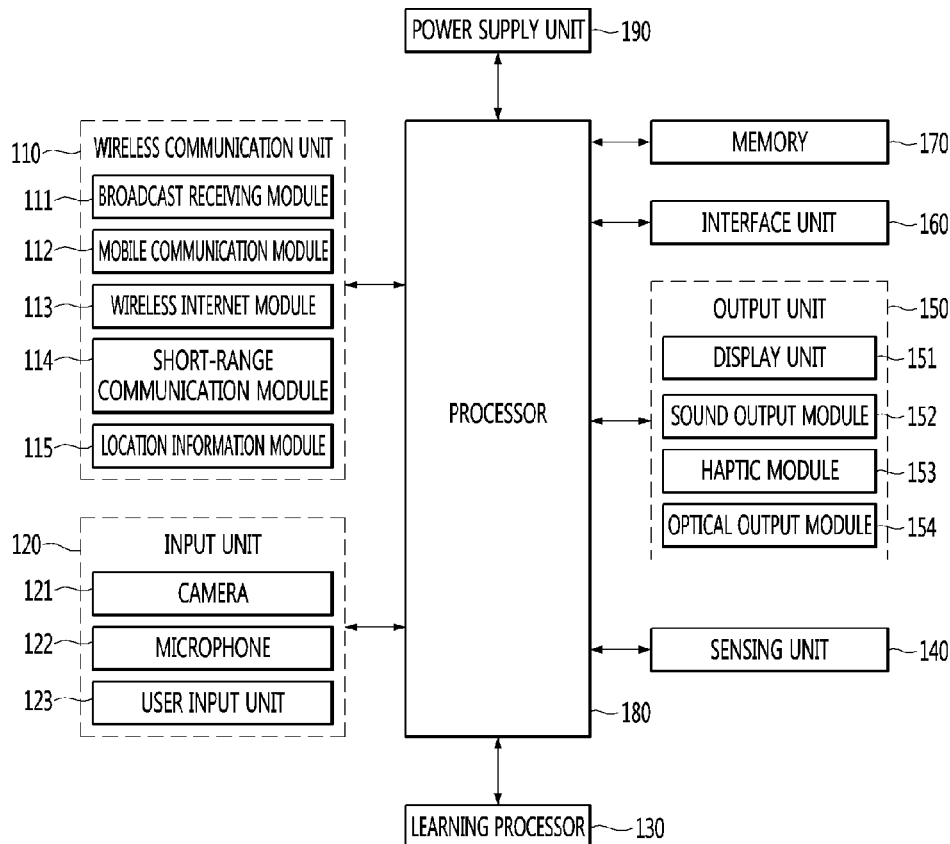 POWER SUPPLY UNIT 190
110 WIRELESS COMMUNICATION UNIT
111 BROADCAST RECEIVING MODULE
112 MOBILE COMMUNICATION MODULE
113 WIRELESS INTERNET MODULE
114 SHORT-RANGE
COMMUNICATION MODULE
115 LOCATION INFORMATION MODULE
120 INPUT UNIT
121 CAMERA
122 MICROPHONE
123 USER INPUT UNIT
PROCESSOR
180
MEMORY 170
INTERFACE UNIT 160
OUTPUT UNIT 150
DISPLAY UNIT 151
SOUND OUTPUT MODULE 152
HAPTIC MODULE 153
OPTICAL OUTPUT MODULE 154
SENSING UNIT 140
LEARNING PROCESSOR 130